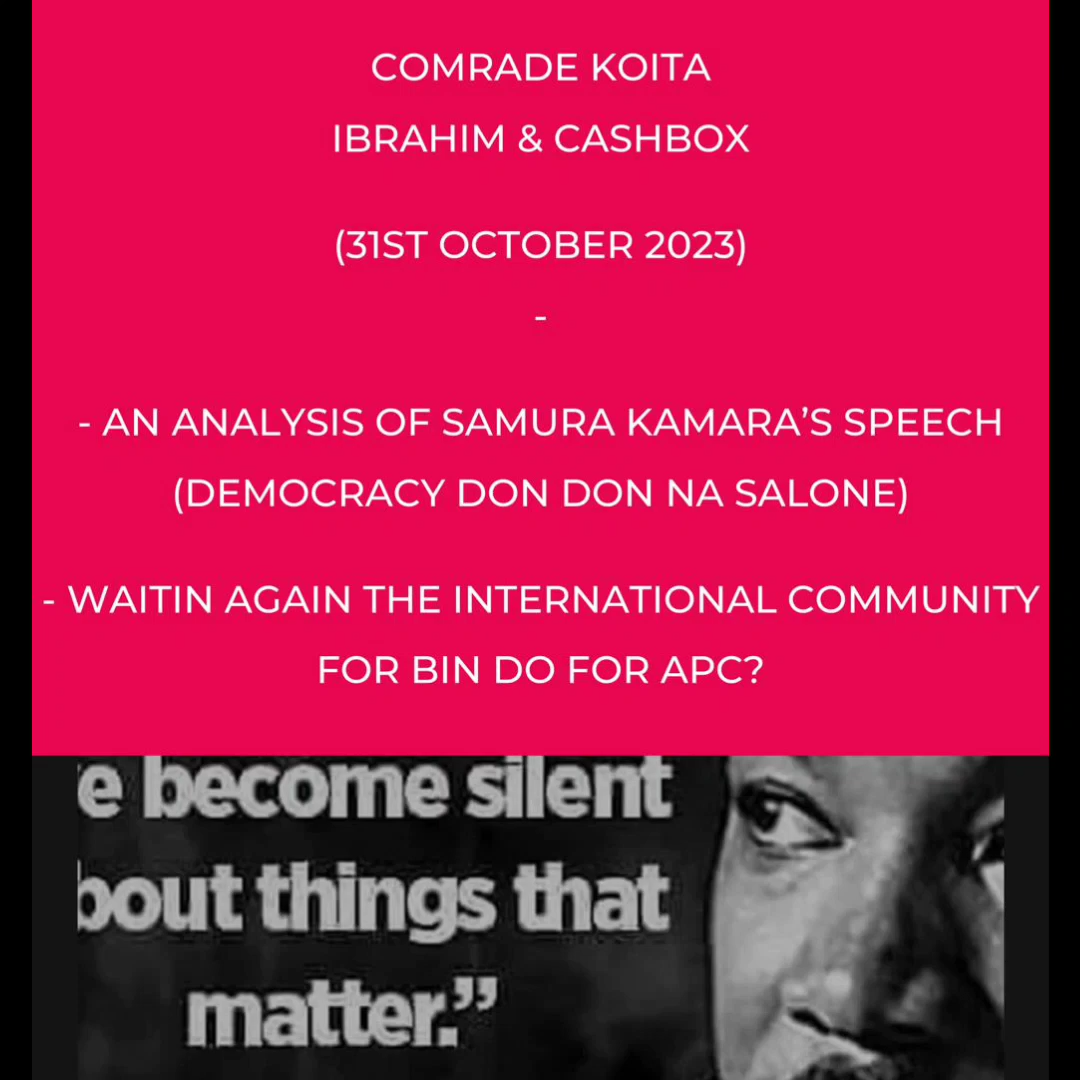 COMRADE KOITA
IBRAHIM & CASHBOX
(31ST OCTOBER 2023)
-
- AN ANALYSIS OF SAMURA KAMARA’S SPEECH
(DEMOCRACY DON DON NA SALONE)
- WAITIN AGAIN THE INTERNATIONAL COMMUNITY
FOR BIN DO FOR APC?
e become silent
bout things that
matter.”